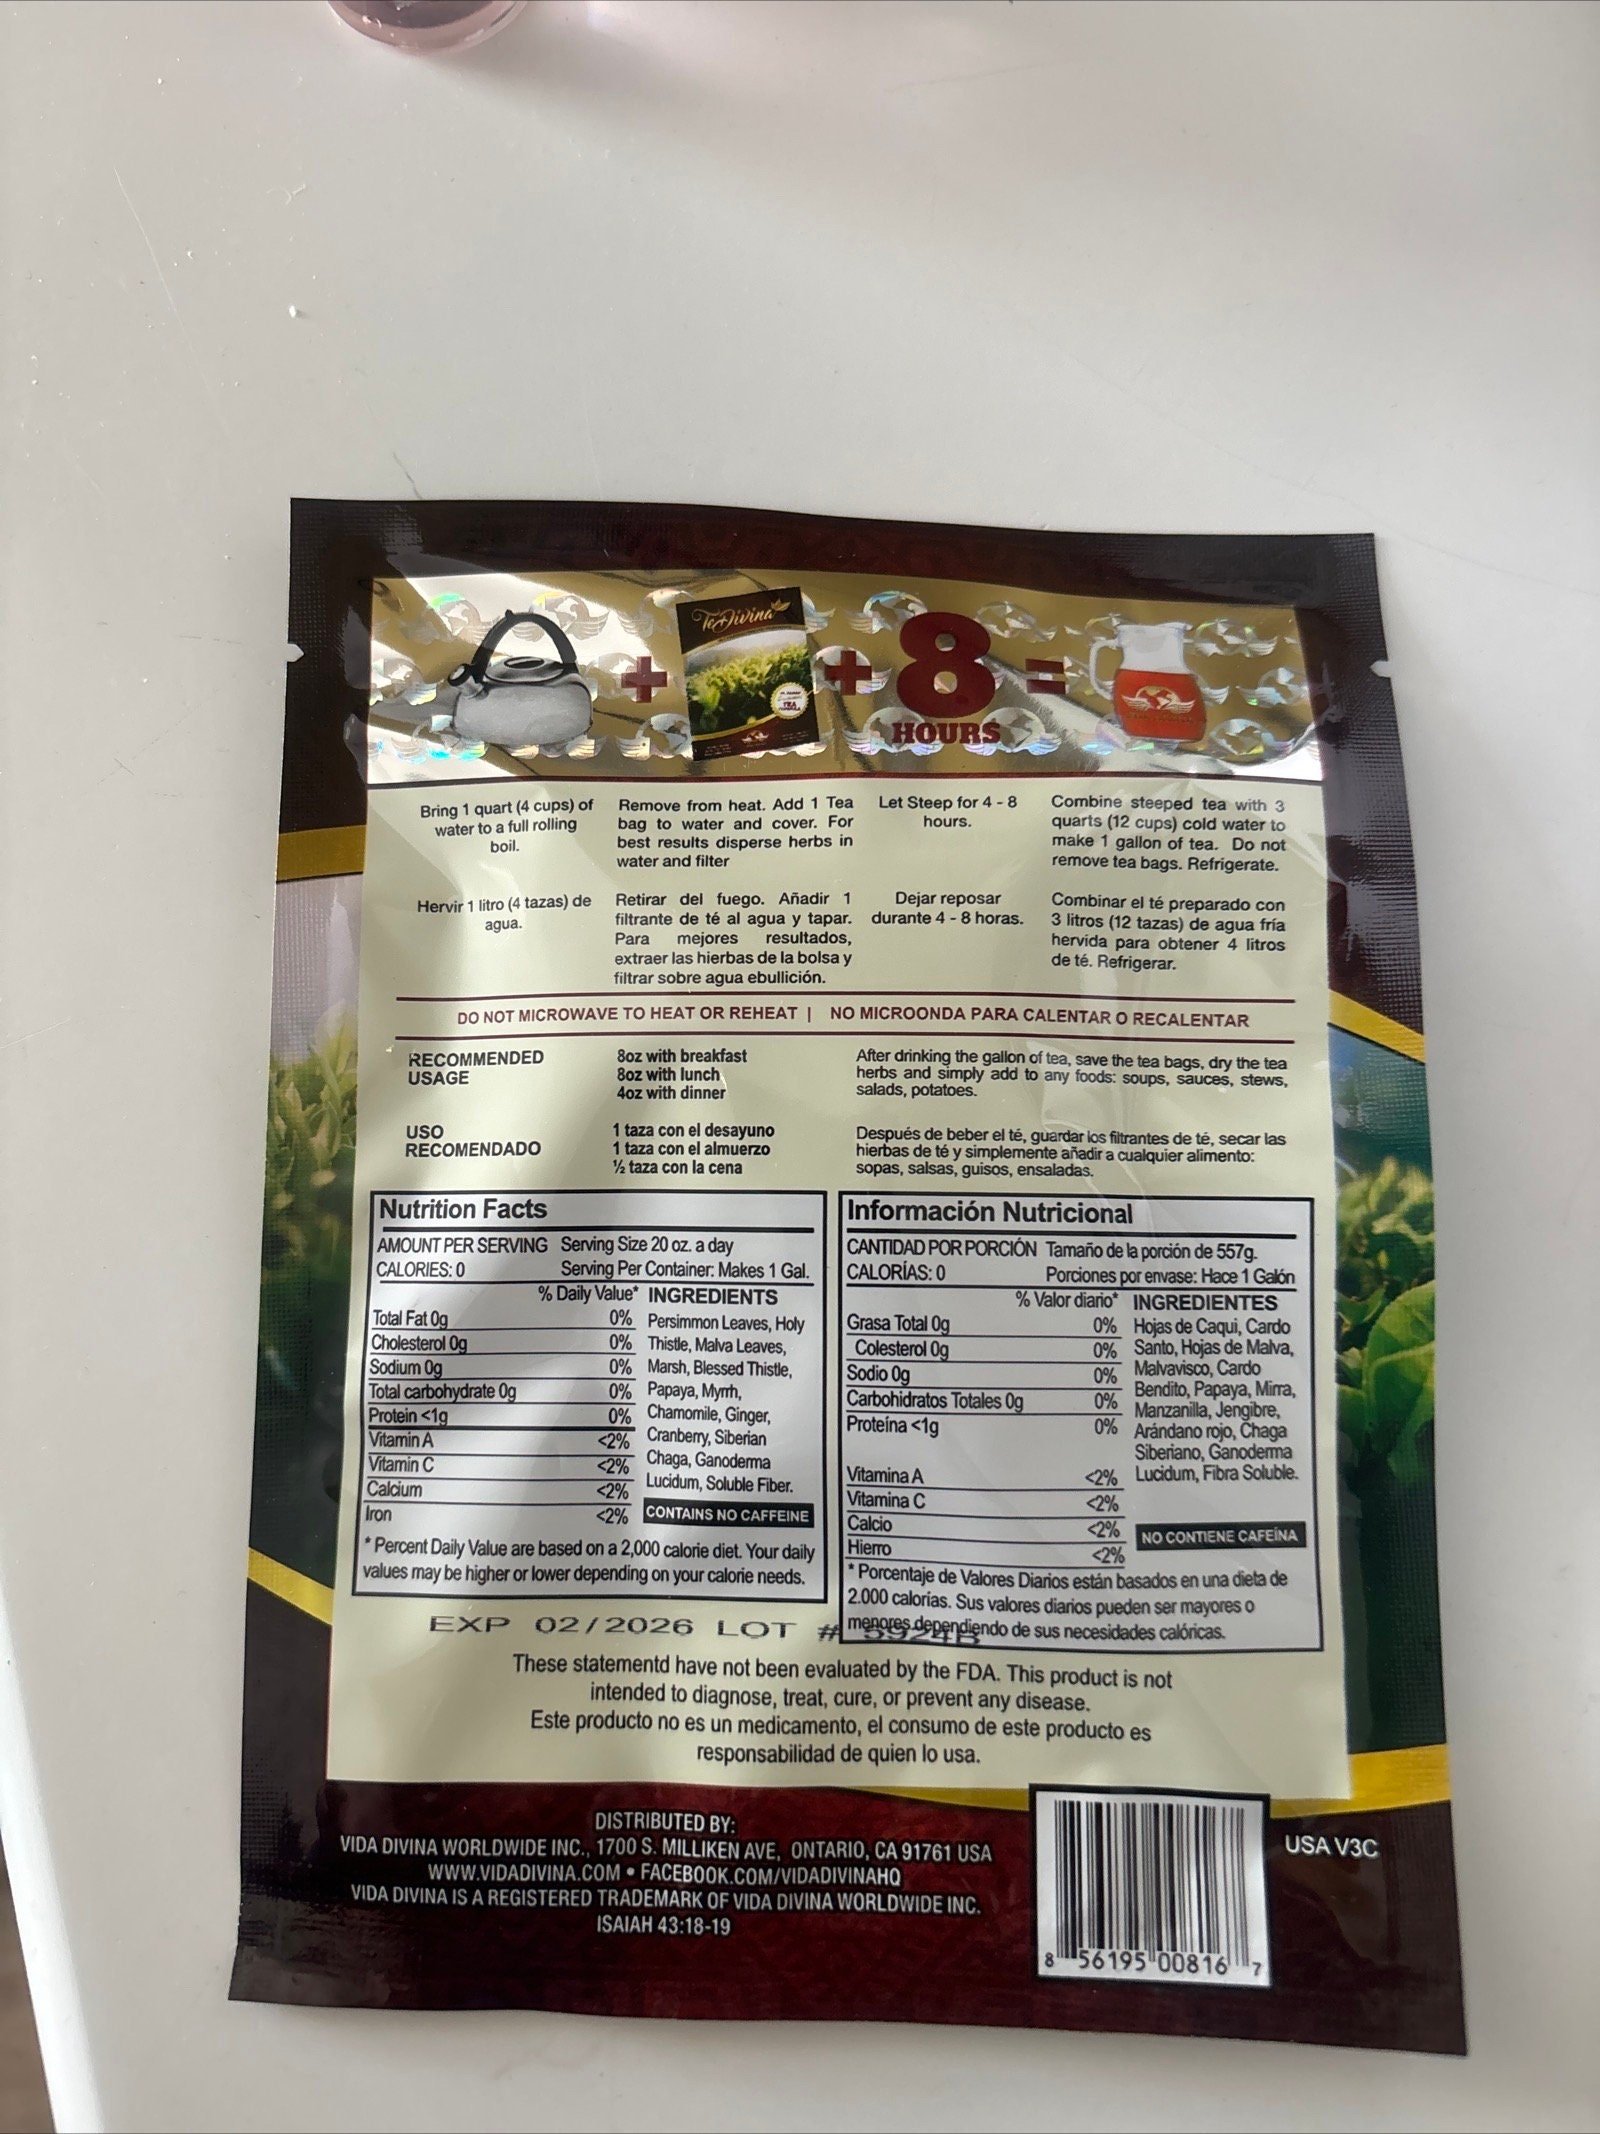 TeDivina
TEA
+
+
8
HOURS
=
Bring 1 quart (4 cups) of
water to a full rolling
boil.
Remove from heat. Add 1 Tea
bag to water and cover. For
best results disperse herbs in
water and filter
Let Steep for 4 - 8
hours.
Combine steeped tea with 3
quarts (12 cups) cold water to
make 1 gallon of tea. Do not
remove tea bags. Refrigerate.
Hervir 1 litro (4 tazas) de
agua.
Retirar del fuego. Añadir 1
filtrante de té al agua y tapar.
Para mejores resultados,
extraer las hierbas de la bolsa y
filtrar sobre agua ebullición.
Dejar reposar
durante 4 - 8 horas.
Combinar el té preparado con
3 litros (12 tazas) de agua fría
hervida para obtener 4 litros
de té. Refrigerar.
DO NOT MICROWAVE TO HEAT OR REHEAT | NO MICROONDA PARA CALENTAR O RECALENTAR
RECOMMENDED
USAGE
8oz with breakfast
8oz with lunch
4oz with dinner
After drinking the gallon of tea, save the tea bags, dry the tea
herbs and simply add to any foods: soups, sauces, stews,
salads, potatoes.
USO
RECOMENDADO
1 taza con el desayuno
1 taza con el almuerzo
½ taza con la cena
Después de beber el té, guardar los filtrantes de té, secar las
hierbas de té y simplemente añadir a cualquier alimento:
sopas, salsas, guisos, ensaladas.
Nutrition Facts
AMOUNT PER SERVING Serving Size 20 oz. a day
CALORIES: 0 Serving Per Container: Makes 1 Gal.
% Daily Value*
Total Fat 0g 0%
Cholesterol 0g 0%
Sodium 0g 0%
Total carbohydrate 0g 0%
Protein <1g 0%
Vitamin A <2%
Vitamin C <2%
Calcium <2%
Iron <2%
INGREDIENTS
Persimmon Leaves, Holy
Thistle, Malva Leaves,
Marsh, Blessed Thistle,
Papaya, Myrrh,
Chamomile, Ginger,
Cranberry, Siberian
Chaga, Ganoderma
Lucidum, Soluble Fiber.
CONTAINS NO CAFFEINE
* Percent Daily Value are based on a 2,000 calorie diet. Your daily
values may be higher or lower depending on your calorie needs.
Información Nutricional
CANTIDAD POR PORCIÓN Tamaño de la porción de 557g.
CALORÍAS: 0 Porciones por envase: Hace 1 Galón
% Valor diario*
Grasa Total 0g 0%
Colesterol 0g 0%
Sodio 0g 0%
Carbohidratos Totales 0g 0%
Proteína <1g 0%
Vitamina A <2%
Vitamina C <2%
Calcio <2%
Hierro <2%
INGREDIENTES
Hojas de Caqui, Cardo
Santo, Hojas de Malva,
Malvavisco, Cardo
Bendito, Papaya, Mirra,
Manzanilla, Jengibre,
Arándano rojo, Chaga
Siberiano, Ganoderma
Lucidum, Fibra Soluble.
NO CONTIENE CAFEÍNA
* Porcentaje de Valores Diarios están basados en una dieta de
2.000 calorías. Sus valores diarios pueden ser mayores o
menores dependiendo de sus necesidades calóricas.
EXP 02/2026 LOT #
These statementd have not been evaluated by the FDA. This product is not
intended to diagnose, treat, cure, or prevent any disease.
Este producto no es un medicamento, el consumo de este producto es
responsabilidad de quien lo usa.
DISTRIBUTED BY:
VIDA DIVINA WORLDWIDE INC., 1700 S. MILLIKEN AVE, ONTARIO, CA 91761 USA
WWW.VIDADIVINA.COM • FACEBOOK.COM/VIDADIVINAHQ
VIDA DIVINA IS A REGISTERED TRADEMARK OF VIDA DIVINA WORLDWIDE INC.
ISAIAH 43:18-19
8 56195 00816 7
USA V3C